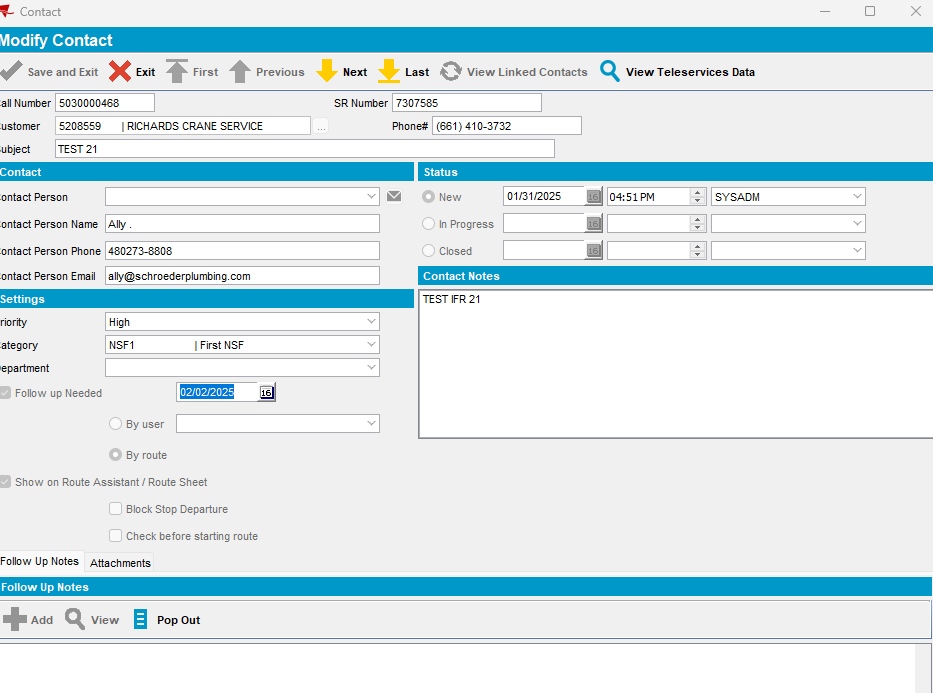 Contact
Modify Contact
Save and Exit Exit First Previous Next Last View Linked Contacts View Teleservices Data
Call Number 5030000468 SR Number 7307585
ustomer 5208559 | RICHARDS CRANE SERVICE ... Phone# (661) 410-3732
ubject TEST 21
Contact Status
ontact Person New 01/31/2025 16 04:51 PM SYSADM
ontact Person Name Ally . In Progress 16
ontact Person Phone 480273-8808 Closed 16
ontact Person Email ally@schroederplumbing.com Contact Notes
Settings TEST IFR 21
riority High
ategory NSF1 | First NSF
epartment
Follow up Needed 02/02/2025 16
By user
By route
Show on Route Assistant / Route Sheet
Block Stop Departure
Check before starting route
Follow Up Notes Attachments
Follow Up Notes
Add View Pop Out